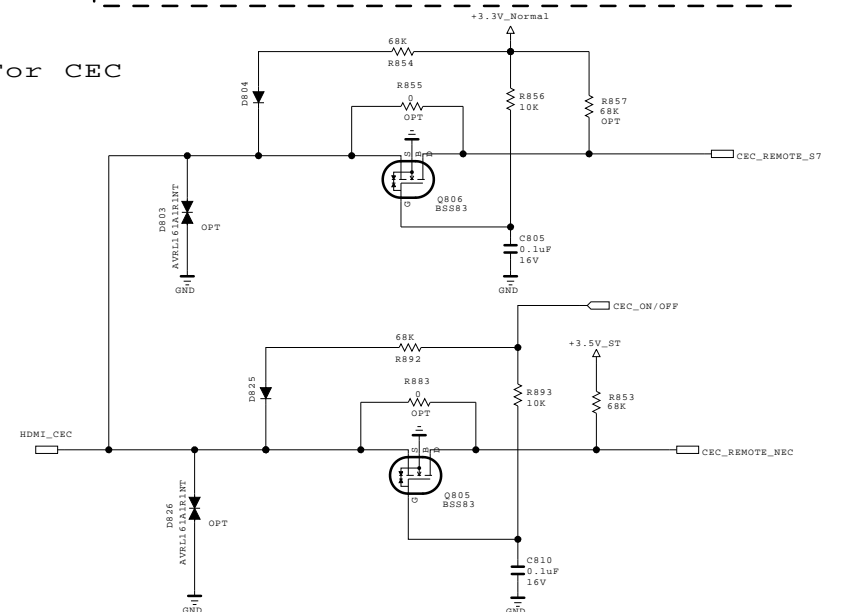 +3.3V_Normal
For CEC
68K
R854
D804
R855
0
OPT
R856
10K
R857
68K
OPT
S
B
D
CEC_REMOTE_S7
G
Q806
BSS83
D803
AVRL161A1R1NT
OPT
GND
C805
0.1uF
16V
GND
CEC_ON/OFF
68K
R892
+3.5V_ST
D825
R883
0
OPT
R893
10K
R853
68K
HDMI_CEC
S
B
D
CEC_REMOTE_NEC
G
Q805
BSS83
D826
AVRL161A1R1NT
OPT
GND
C810
0.1uF
16V
GND